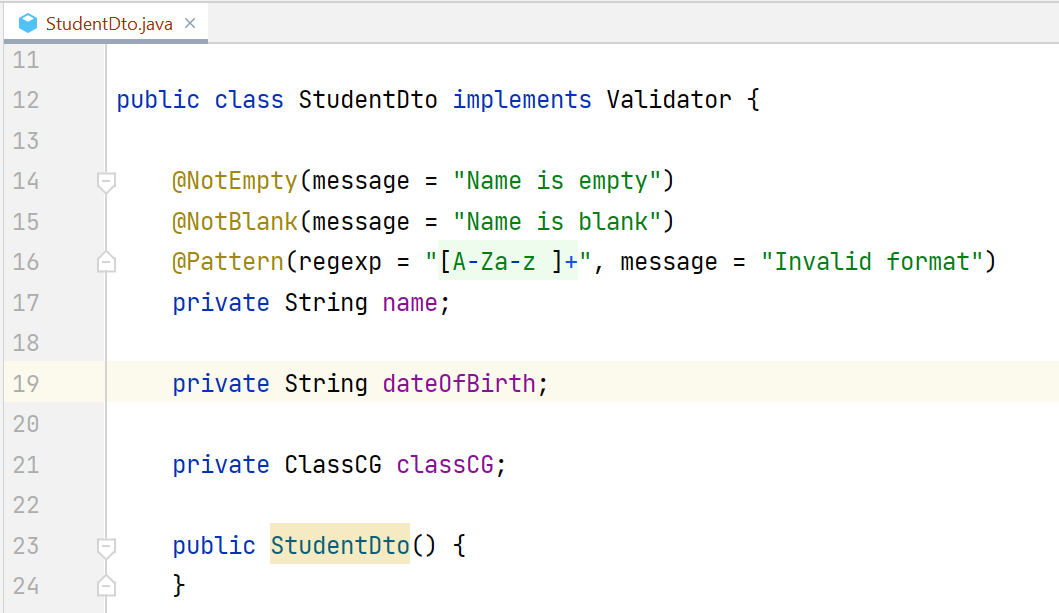 StudentDto.java ×
11
12 public class StudentDto implements Validator {
13
14     @NotEmpty(message = "Name is empty")
15     @NotBlank(message = "Name is blank")
16     @Pattern(regexp = "[A-Za-z ]+", message = "Invalid format")
17     private String name;
18
19     private String dateOfBirth;
20
21     private ClassCG classCG;
22
23     public StudentDto() {
24     }